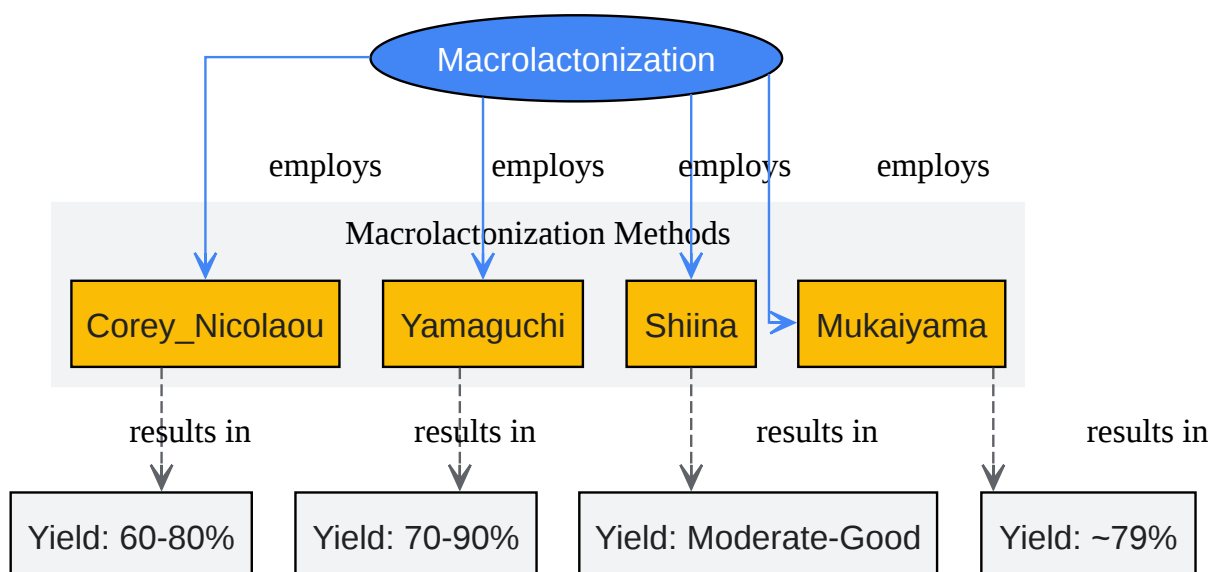 Macrolactonization
employs employs employs employs
Macrolactonization Methods
Corey_Nicolaou Yamaguchi Shiina Mukaiyama
results in results in results in results in
Yield: 60-80% Yield: 70-90% Yield: Moderate-Good Yield: ~79%